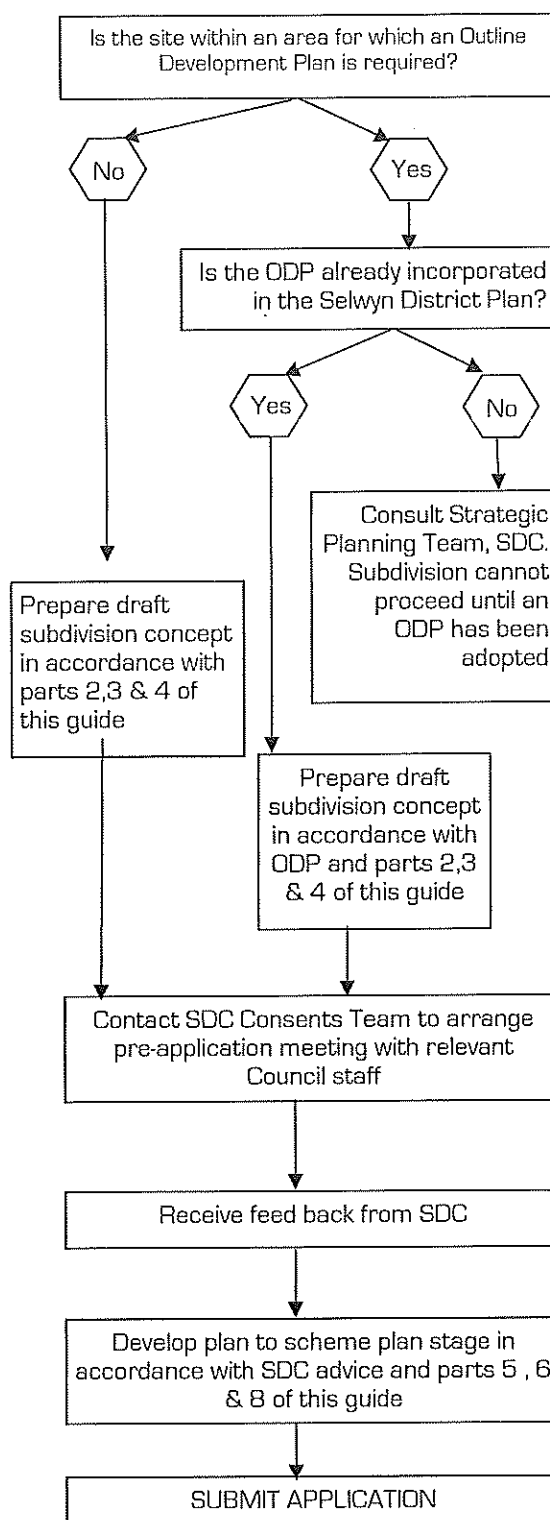 Is the site within an area for which an Outline
Development Plan is required?
No
Yes
Is the ODP already incorporated
in the Selwyn District Plan?
Yes
No
Consult Strategic
Planning Team, SDC.
Subdivision cannot
proceed until an
ODP has been
adopted
Prepare draft
subdivision concept
in accordance with
parts 2,3 & 4 of
this guide
Prepare draft
subdivision concept
in accordance with
ODP and parts 2,3
& 4 of this guide
Contact SDC Consents Team to arrange
pre-application meeting with relevant
Council staff
Receive feed back from SDC
Develop plan to scheme plan stage in
accordance with SDC advice and parts 5 , 6
& 8 of this guide
SUBMIT APPLICATION